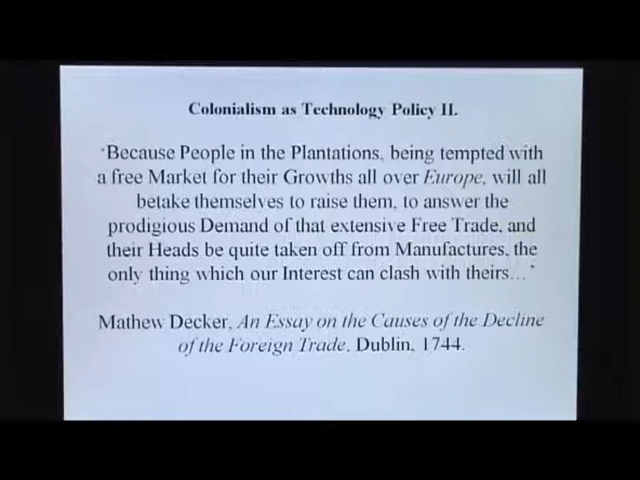 Colonialism as Technology Policy II.
'Because People in the Plantations, being tempted with
a free Market for their Growths all over Europe, will all
betake themselves to raise them, to answer the
prodigious Demand of that extensive Free Trade, and
their Heads be quite taken off from Manufactures, the
only thing which our Interest can clash with theirs...'
Mathew Decker, An Essay on the Causes of the Decline
of the Foreign Trade, Dublin, 1744.